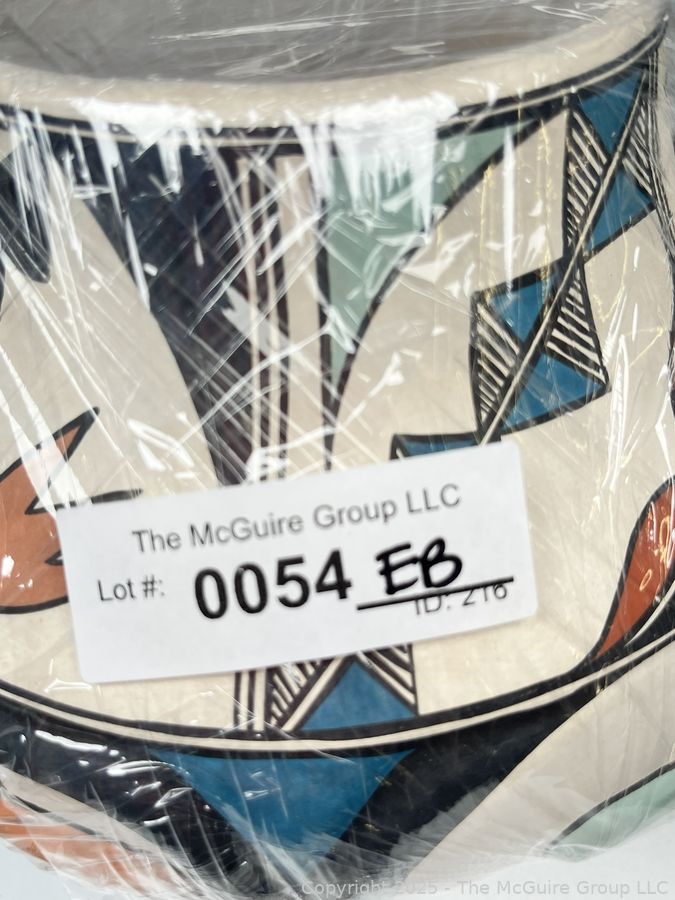 The McGuire Group LLC
Lot #: 0054 EB
ID: 216
Copyright 2025 - The McGuire Group LLC